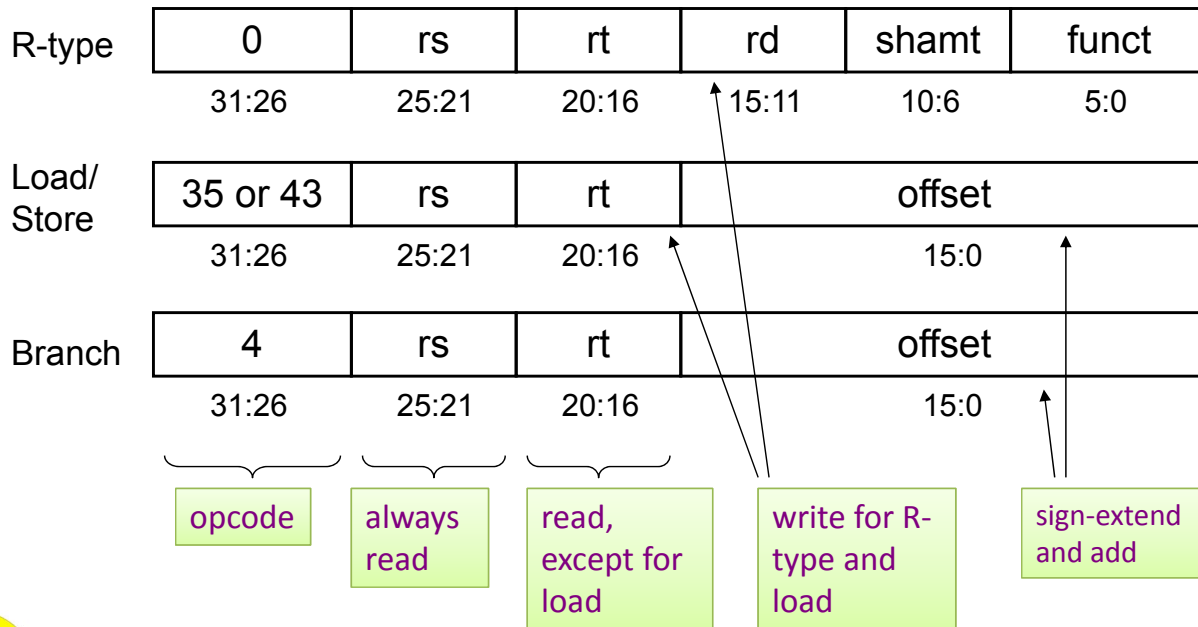 R-type 0 rs rt rd shamt funct
31:26 25:21 20:16 15:11 10:6 5:0
Load/
Store
35 or 43 rs rt offset
31:26 25:21 20:16 15:0
Branch 4 rs rt offset
31:26 25:21 20:16 15:0
opcode
always
read
read,
except for
load
write for R-
type and
load
sign-extend
and add